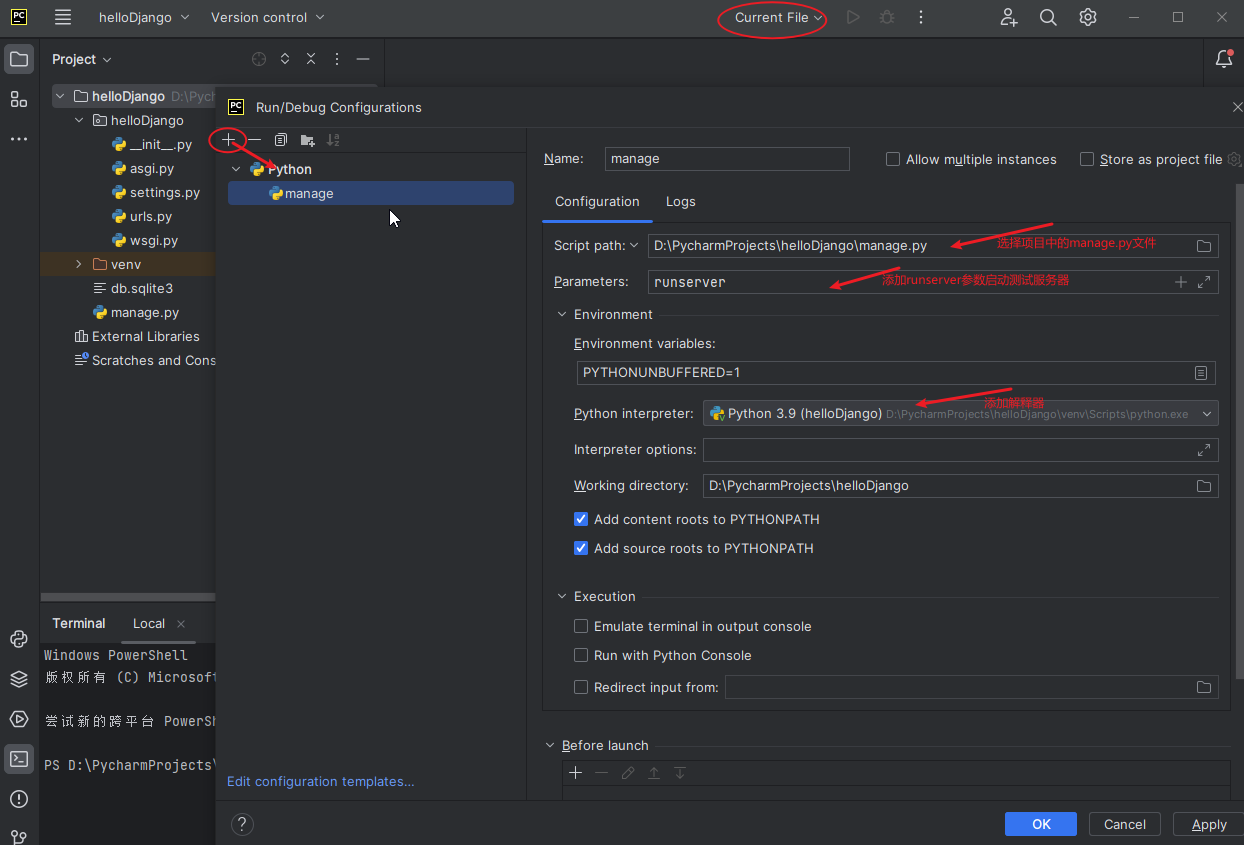 PC helloDjango Version control Current File
Project
helloDjango D:\Pych
helloDjango
__init__.py
asgi.py
settings.py
urls.py
wsgi.py
venv
db.sqlite3
manage.py
External Libraries
Scratches and Cons
PC Run/Debug Configurations
Python
manage
Edit configuration templates...
Name: manage Allow multiple instances Store as project file
Configuration Logs
Script path: D:\PycharmProjects\helloDjango\manage.py 选择项目中的manage.py文件
Parameters: runserver 添加runserver参数启动测试服务器
Environment
Environment variables:
PYTHONUNBUFFERED=1
添加解释器
Python interpreter: Python 3.9 (helloDjango) D:\PycharmProjects\helloDjango\venv\Scripts\python.exe
Interpreter options:
Working directory: D:\PycharmProjects\helloDjango
Add content roots to PYTHONPATH
Add source roots to PYTHONPATH
Execution
Emulate terminal in output console
Run with Python Console
Redirect input from:
Before launch
? OK Cancel Apply
Terminal Local
Windows PowerShell
版权所有 (C) Microsoft
尝试新的跨平台 PowerSh
PS D:\PycharmProjects\